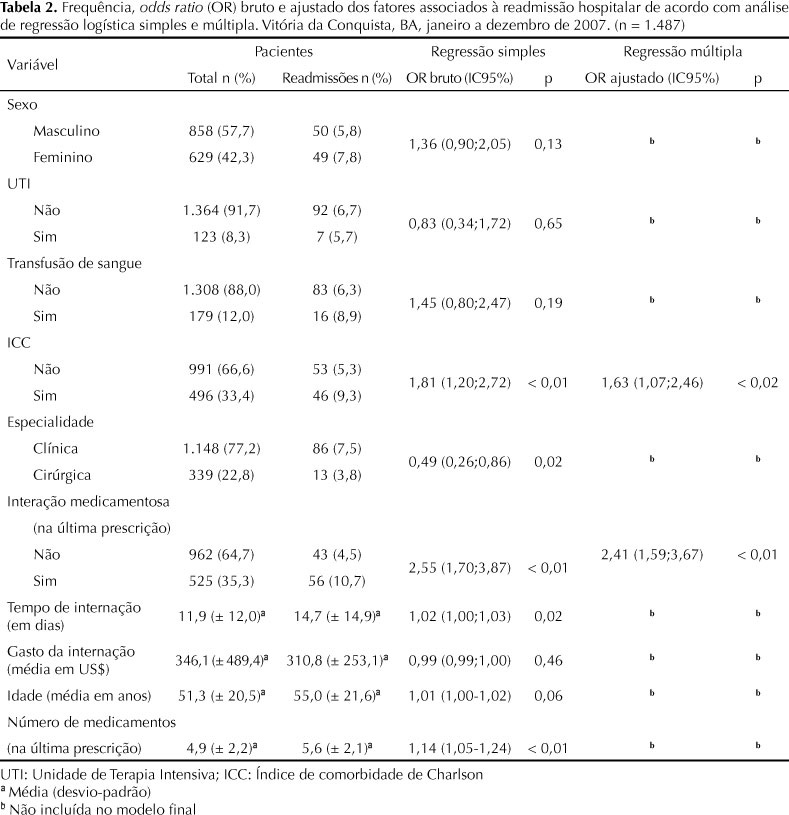 Tabela 2. Frequência, odds ratio (OR) bruto e ajustado dos fatores associados à readmissão hospitalar de acordo com análise
de regressão logística simples e múltipla. Vitória da Conquista, BA, janeiro a dezembro de 2007. (n = 1.487)
Variável Pacientes Regressão simples Regressão múltipla
Total n (%) Readmissões n (%) OR bruto (IC95%) p OR ajustado (IC95%) p
Sexo
Masculino 858 (57,7) 50 (5,8) 1,36 (0,90;2,05) 0,13 b b
Feminino 629 (42,3) 49 (7,8)
UTI
Não 1.364 (91,7) 92 (6,7) 0,83 (0,34;1,72) 0,65 b b
Sim 123 (8,3) 7 (5,7)
Transfusão de sangue
Não 1.308 (88,0) 83 (6,3) 1,45 (0,80;2,47) 0,19 b b
Sim 179 (12,0) 16 (8,9)
ICC
Não 991 (66,6) 53 (5,3) 1,81 (1,20;2,72) < 0,01 1,63 (1,07;2,46) < 0,02
Sim 496 (33,4) 46 (9,3)
Especialidade
Clínica 1.148 (77,2) 86 (7,5) 0,49 (0,26;0,86) 0,02 b b
Cirúrgica 339 (22,8) 13 (3,8)
Interação medicamentosa
(na última prescrição)
Não 962 (64,7) 43 (4,5) 2,55 (1,70;3,87) < 0,01 2,41 (1,59;3,67) < 0,01
Sim 525 (35,3) 56 (10,7)
Tempo de internação 11,9 (± 12,0)a 14,7 (± 14,9)a 1,02 (1,00;1,03) 0,02 b b
(em dias)
Gasto da internação 346,1(± 489,4)a 310,8 (± 253,1)a 0,99 (0,99;1,00) 0,46 b b
(média em US$)
Idade (média em anos) 51,3 (± 20,5)a 55,0 (± 21,6)a 1,01 (1,00-1,02) 0,06 b b
Número de medicamentos
(na última prescrição) 4,9 (± 2,2)a 5,6 (± 2,1)a 1,14 (1,05-1,24) < 0,01 b b
UTI: Unidade de Terapia Intensiva; ICC: Índice de comorbidade de Charlson
a Média (desvio-padrão)
b Não incluída no modelo final